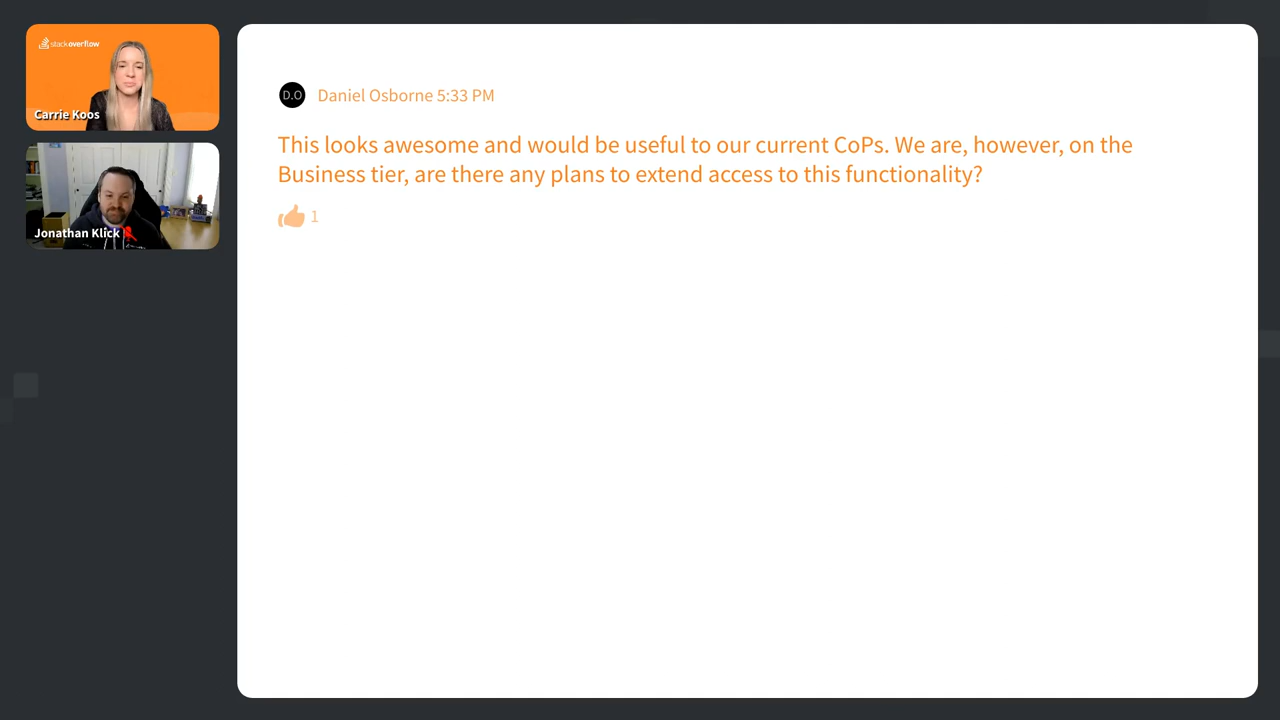 stackoverflow
Carrie Koos
Jonathan Klick
D.O
Daniel Osborne 5:33 PM
This looks awesome and would be useful to our current CoPs. We are, however, on the
Business tier, are there any plans to extend access to this functionality?
1